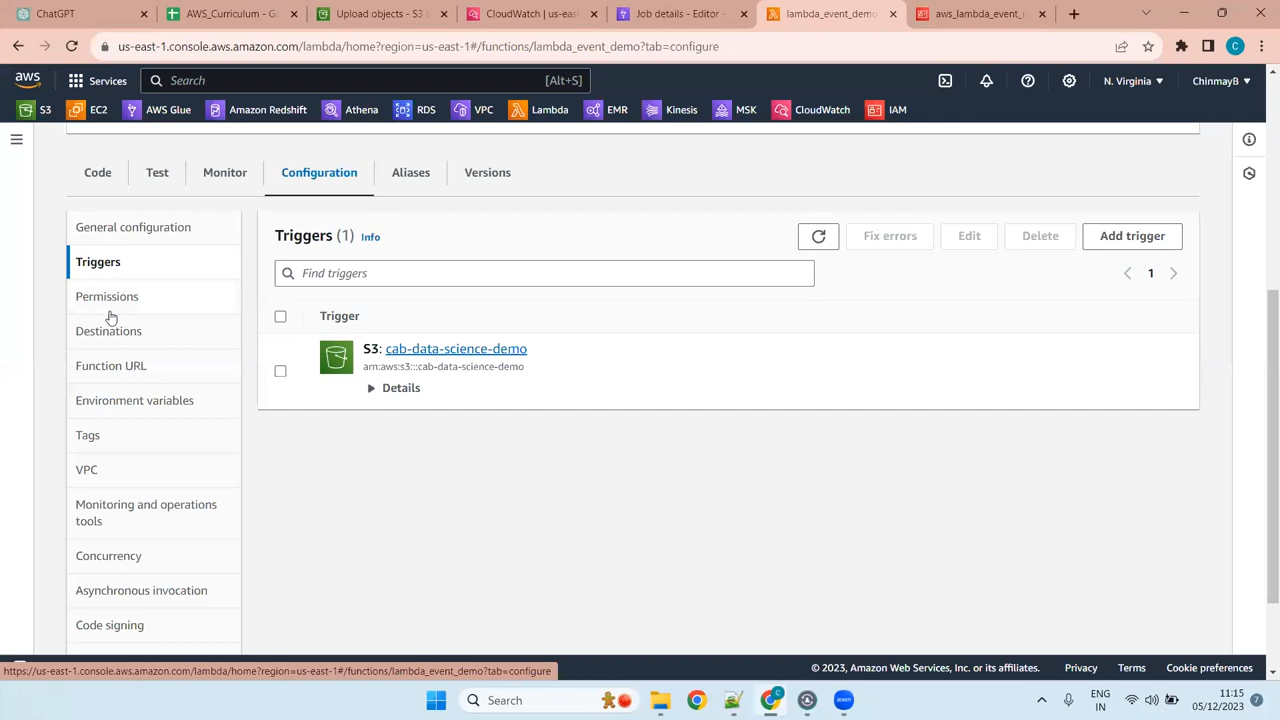 ChatGPT
AWS_Curriculum - G
Upload objects - S3 b
CloudWatch | us-eas
Job details - Editor -
lambda_event_demo
aws_lambda_event_
us-east-1.console.aws.amazon.com/lambda/home?region=us-east-1#/functions/lambda_event_demo?tab=configure
C
aws
Services
Search
[Alt+S]
N. Virginia
ChinmayB
S3
EC2
AWS Glue
Amazon Redshift
Athena
RDS
VPC
Lambda
EMR
Kinesis
MSK
CloudWatch
IAM
Code
Test
Monitor
Configuration
Aliases
Versions
General configuration
Triggers
Permissions
Destinations
Function URL
Environment variables
Tags
VPC
Monitoring and operations
tools
Concurrency
Asynchronous invocation
Code signing
Triggers (1) Info
Fix errors
Edit
Delete
Add trigger
Find triggers
1
Trigger
S3: cab-data-science-demo
arn:aws:s3:::cab-data-science-demo
Details
https://us-east-1.console.aws.amazon.com/lambda/home?region=us-east-1#/functions/lambda_event_demo?tab=configure
© 2023, Amazon Web Services, Inc. or its affiliates.
Privacy
Terms
Cookie preferences
Search
zoom
ENG
IN
11:15
05/12/2023
7